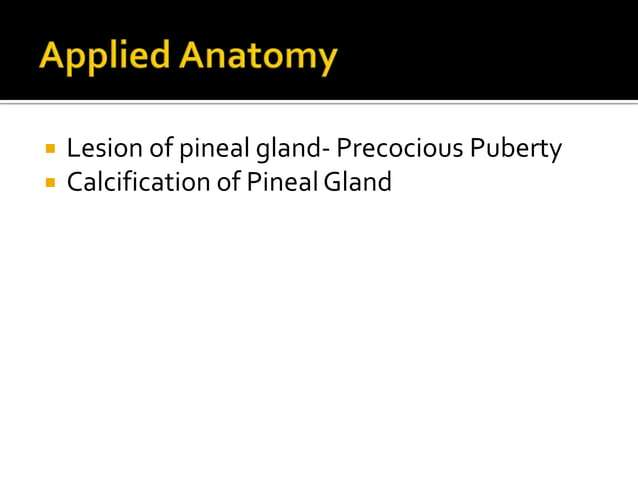 Applied Anatomy
Lesion of pineal gland- Precocious Puberty
Calcification of Pineal Gland